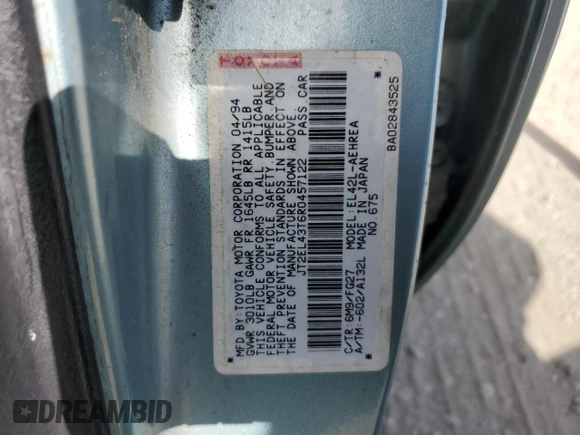 MFD.BY:TOYOTA MOTOR CORPORATION 04/94
GVWR 3010LB GAWR FR 1645LB RR 1415LB
THIS VEHICLE CONFORMS TO ALL APPLICABLE
FEDERAL MOTOR VEHICLE SAFETY,BUMPER,AND
THEFT PREVENTION STANDARDS IN EFFECT ON
THE DATE OF MANUFACTURE SHOWN ABOVE.
JT2EL43T6R0457122 PASS CAR
C/TR:6M9/FG27 MODEL:EL42L-AEHREA
A/TM:-602/A132L MADE IN JAPAN
NO 675
BA02843525
DREAMBID